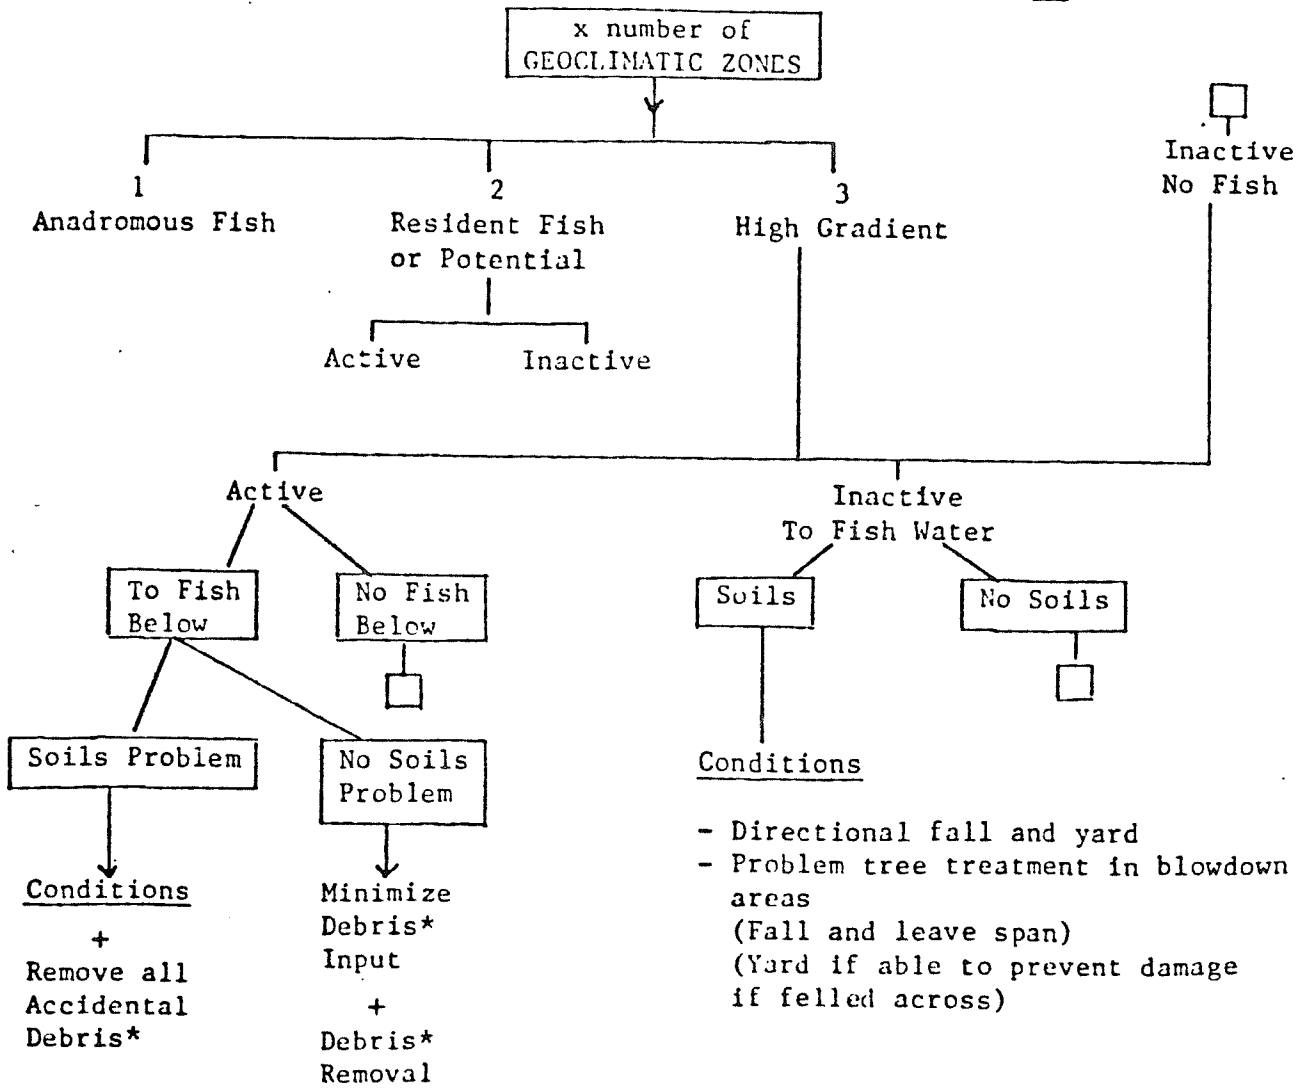 x number of
GEOCLIMATIC ZONES
Inactive
No Fish
1
Anadromous Fish
2
Resident Fish
or Potential
3
High Gradient
Active
Inactive
Active
Inactive
To Fish Water
To Fish
Below
No Fish
Below
Soils
No Soils
Soils Problem
No Soils
Problem
Conditions
+
Remove all
Accidental
Debris*
Minimize
Debris*
Input
+
Debris*
Removal
Conditions
- Directional fall and yard
- Problem tree treatment in blowdown
areas
(Fall and leave span)
(Yard if able to prevent damage
if felled across)